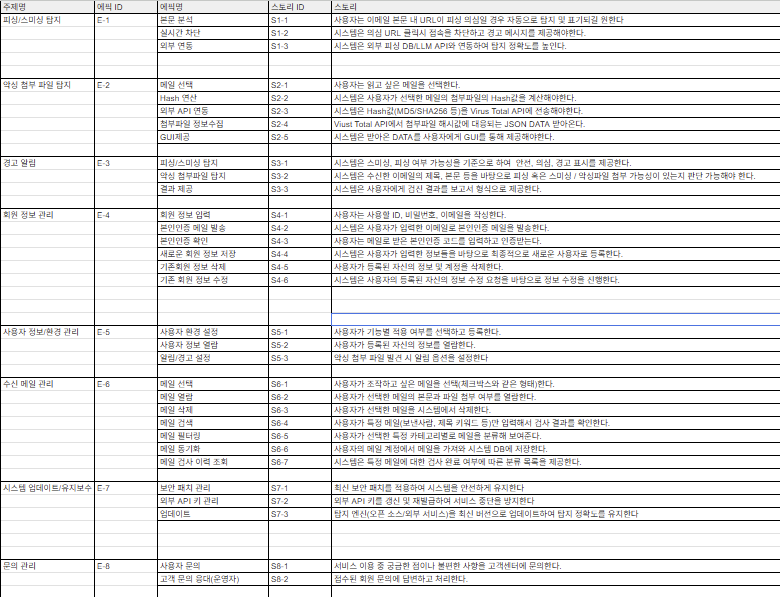 주제명 에픽 ID 에픽명 스토리 ID 스토리
피싱/스미싱 탐지 E-1 본문 분석 S1-1 사용자는 이메일 본문 내 URL이 피싱 의심일 경우 자동으로 탐지 및 표기되길 원한다
실시간 차단 S1-2 시스템은 의심 URL 클릭시 접속을 차단하고 경고 메시지를 제공해야한다.
외부 연동 S1-3 시스템은 외부 피싱 DB/LLM API와 연동하여 탐지 정확도를 높인다.
악성 첨부 파일 탐지 E-2 메일 선택 S2-1 사용자는 읽고 싶은 메일을 선택한다.
Hash 연산 S2-2 시스템은 사용자가 선택한 메일의 첨부파일의 Hash값을 계산해야한다.
외부 API 연동 S2-3 시스템은 Hash값(MD5/SHA256 등)을 Virus Total API에 전송해야한다.
첨부파일 정보수집 S2-4 Viust Total API에서 첨부파일 해시값에 대응되는 JSON DATA 받아온다.
GUI제공 S2-5 시스템은 받아온 DATA를 사용자에게 GUI를 통해 제공해야한다.
경고 알림 E-3 피싱/스미싱 탐지 S3-1 시스템은 스미싱, 피싱 여부 가능성을 기준으로 하여 안전, 의심, 경고 표시를 제공한다.
악성 첨부파일 탐지 S3-2 시스템은 수신한 이메일의 제목, 본문 등을 바탕으로 피싱 혹은 스미싱 / 악성파일 첨부 가능성이 있는지 판단 가능해야 한다.
결과 제공 S3-3 시스템은 사용자에게 검신 결과를 보고서 형식으로 제공한다.
회원 정보 관리 E-4 회원 정보 입력 S4-1 사용자는 사용할 ID, 비밀번호, 이메일을 작성한다.
본인인증 메일 발송 S4-2 시스템은 사용자가 입력한 이메일로 본인인증 메일을 발송한다.
본인인증 확인 S4-3 사용자는 메일로 받은 본인인증 코드를 입력하고 인증받는다.
새로운 회원 정보 저장 S4-4 시스템은 사용자가 입력한 정보들을 바탕으로 최종적으로 새로운 사용자로 등록한다.
기존회원 정보 삭제 S4-5 사용자가 등록된 자신의 정보 및 계정을 삭제한다.
기존 회원 정보 수정 S4-6 시스템은 사용자의 등록된 자신의 정보 수정 요청을 바탕으로 정보 수정을 진행한다.
사용자 정보/환경 관리 E-5 사용자 환경 설정 S5-1 사용자가 기능별 적용 여부를 선택하고 등록한다.
사용자 정보 열람 S5-2 사용자가 등록된 자신의 정보를 열람한다.
알림/경고 설정 S5-3 악성 첨부 파일 발견 시 알림 옵션을 설정한다
수신 메일 관리 E-6 메일 선택 S6-1 사용자가 조작하고 싶은 메일을 선택(체크박스와 같은 형태)한다.
메일 열람 S6-2 사용자가 선택한 메일의 본문과 파일 첨부 여부를 열람한다.
메일 삭제 S6-3 사용자가 선택한 메일을 시스템에서 삭제한다.
메일 검색 S6-4 사용자가 특정 메일(보낸사람, 제목 키워드 등)만 입력해서 검사 결과를 확인한다.
메일 필터링 S6-5 사용자가 선택한 특정 카테고리별로 메일을 분류해 보여준다.
메일 동기화 S6-6 사용자의 메일 계정에서 메일을 가져와 시스템 DB에 저장한다.
메일 검사 이력 조회 S6-7 시스템은 특정 메일에 대한 검사 완료 여부에 따른 분류 목록을 제공한다.
시스템 업데이트/유지보수 E-7 보안 패치 관리 S7-1 최신 보안 패치를 적용하여 시스템을 안전하게 유지한다
외부 API 키 관리 S7-2 외부 API 키를 갱신 및 재발급하여 서비스 중단을 방지한다
업데이트 S7-3 탐지 엔진(오픈 소스/외부 서비스)을 최신 버전으로 업데이트하여 탐지 정확도를 유지한다
문의 관리 E-8 사용자 문의 S8-1 서비스 이용 중 궁금한 점이나 불편한 사항을 고객센터에 문의한다.
고객 문의 응대(운영자) S8-2 접수된 회원 문의에 답변하고 처리한다.